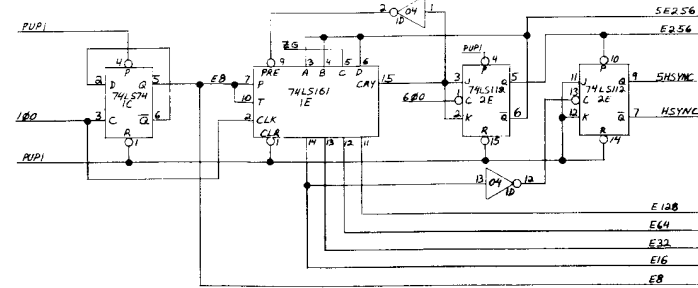 2 04 1
1D
5E256
E256
PUP1
ZG
PUP1
4
P
2 D Q 5
74LS74
1C
3 C Q 6
R
1
1φ0
PUP1
E8
9 3 4 5 6
PRE A B C D
7 P CRY 15
74LS161
10 T 1E
2 CLK
CLR
1 14 13 12 11
4
P
3 J Q 5
74LS112
6φ0 1 C 2E
2 K Q 6
R
15
10
P
11 J Q 9
74LS112
13 C 2E
12 K Q 7
R
14
5HSYNC
HSYNC
13 04 12
1D
E128
E64
E32
E16
E8